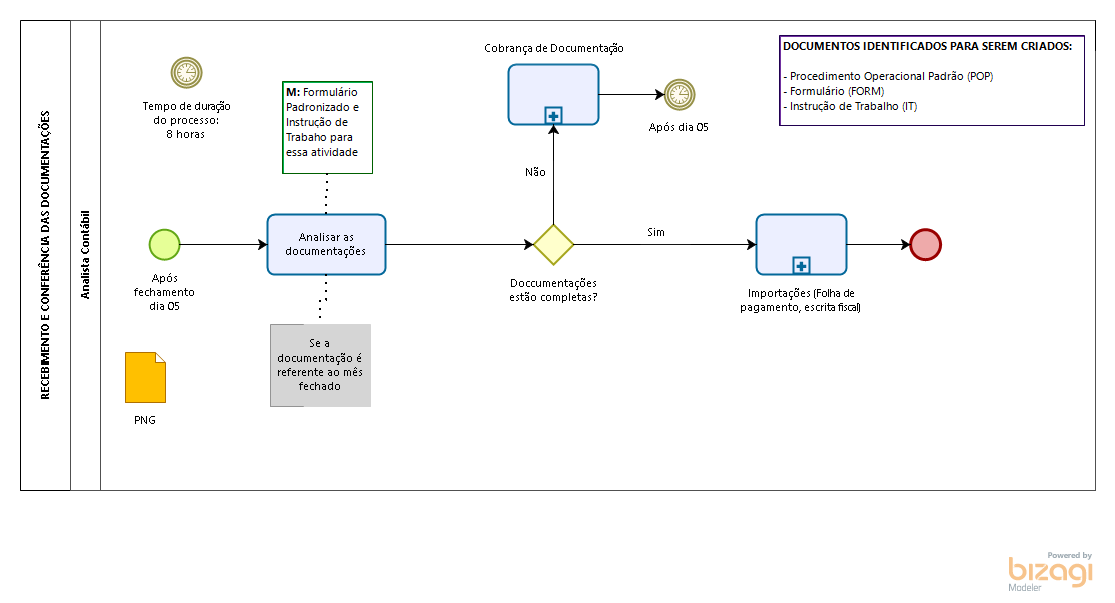 RECEBIMENTO E CONFERÊNCIA DAS DOCUMENTAÇÕES
Analista Contábil
Tempo de duração
do processo:
8 horas
M: Formulário
Padronizado e
Instrução de
Trabaho para
essa atividade
Cobrança de Documentação
Após dia 05
DOCUMENTOS IDENTIFICADOS PARA SEREM CRIADOS:
- Procedimento Operacional Padrão (POP)
- Formulário (FORM)
- Instrução de Trabalho (IT)
Não
Após
fechamento
dia 05
Analisar as
documentações
Doccumentações
estão completas?
Sim
Importações (Folha de
pagamento, escrita fiscal)
Se a
documentação é
referente ao mês
fechado
PNG
Powered by
bizagi
Modeler